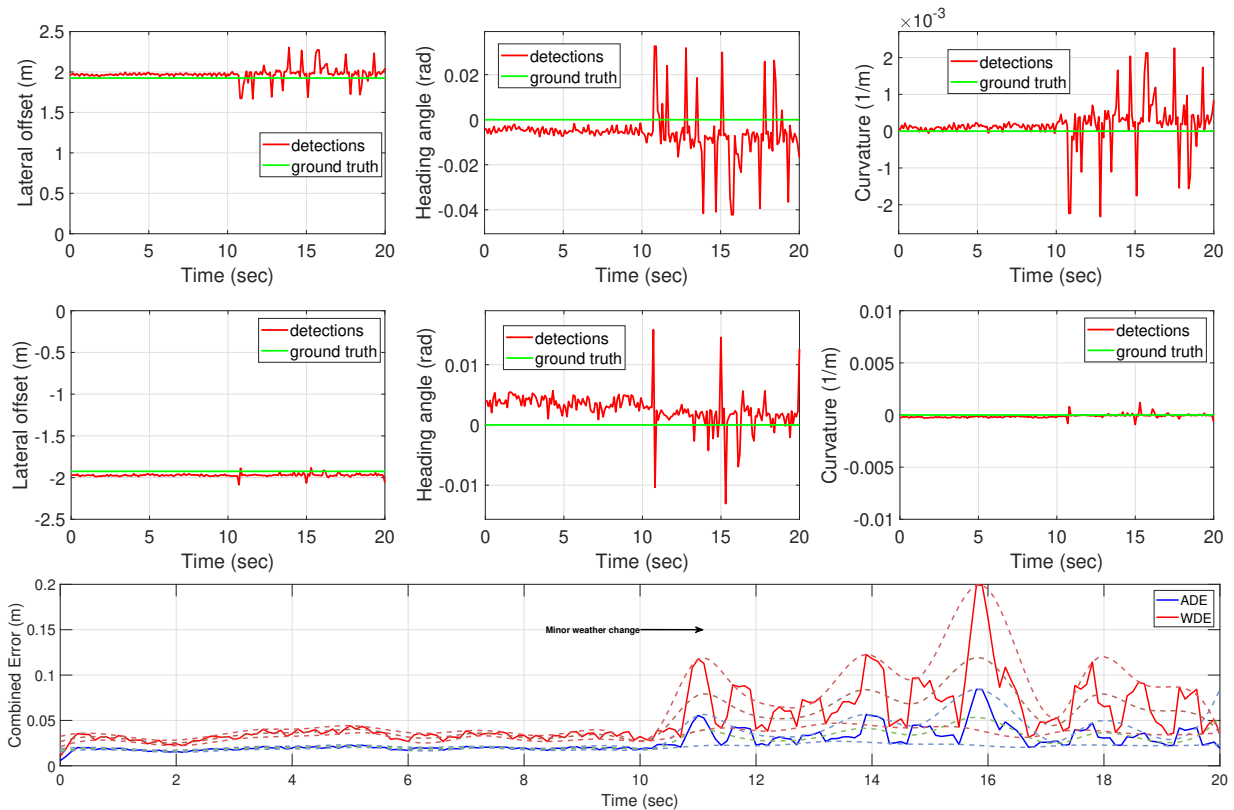 2.5
2
1.5
1
0.5
0
Lateral offset (m)
detections
ground truth
0 5 10 15 20
Time (sec)
0.02
0
-0.02
-0.04
Heading angle (rad)
detections
ground truth
0 5 10 15 20
Time (sec)
×10⁻³
2
1
0
-1
-2
Curvature (1/m)
detections
ground truth
0 5 10 15 20
Time (sec)
0
-0.5
-1
-1.5
-2
-2.5
Lateral offset (m)
detections
ground truth
0 5 10 15 20
Time (sec)
0.01
0
-0.01
Heading angle (rad)
detections
ground truth
0 5 10 15 20
Time (sec)
0.01
0.005
0
-0.005
-0.01
Curvature (1/m)
detections
ground truth
0 5 10 15 20
Time (sec)
0.2
0.15
0.1
0.05
0
Combined Error (m)
Minor weather change
ADE
WDE
0 2 4 6 8 10 12 14 16 18 20
Time (sec)